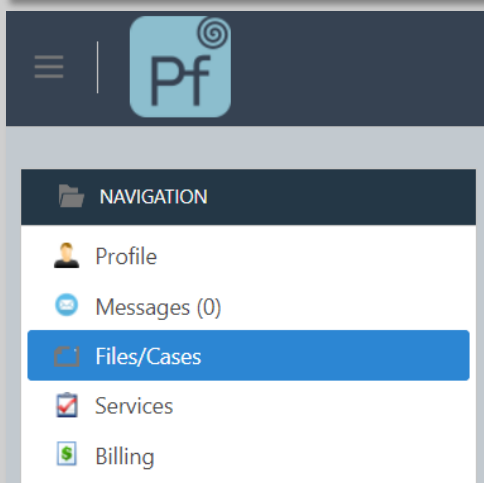 Pf
NAVIGATION
Profile
Messages (0)
Files/Cases
Services
Billing